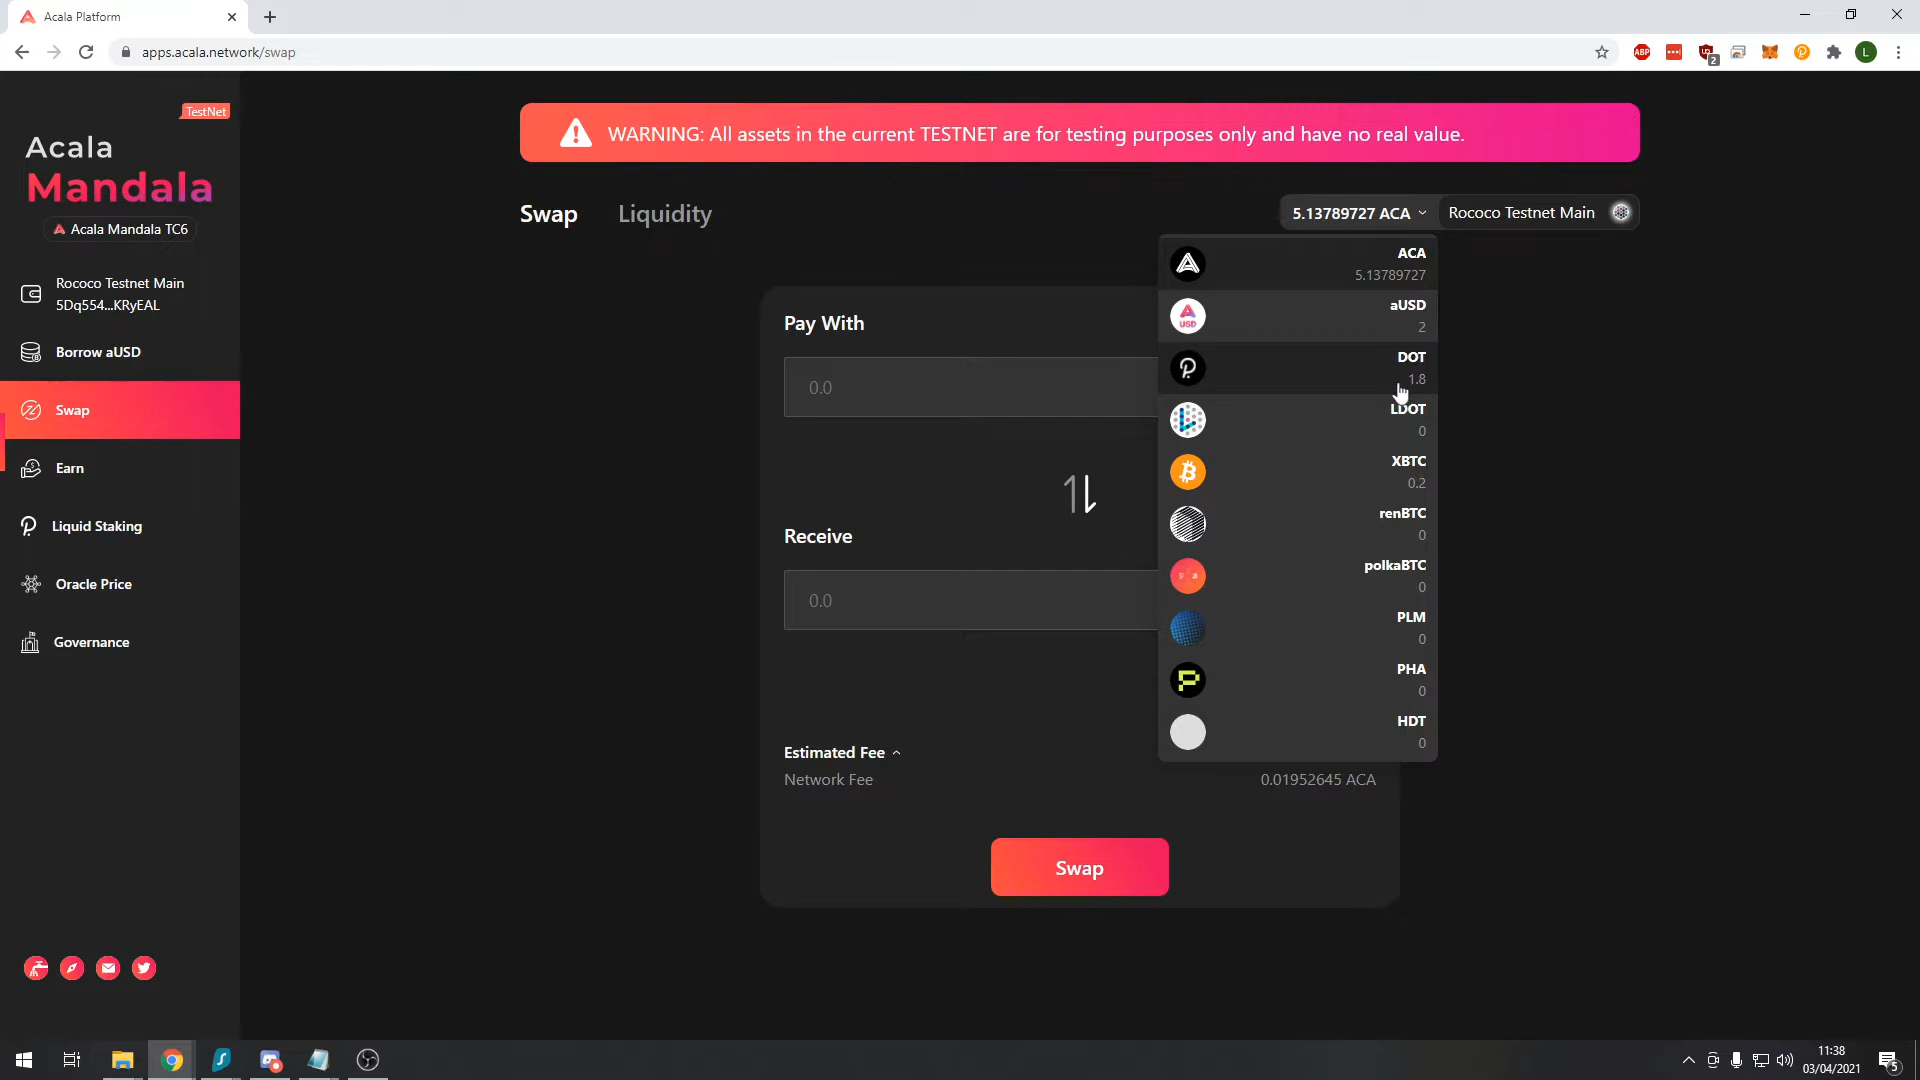 Acala Platform
apps.acala.network/swap
ABP
2
L
TestNet
Acala
Mandala
Acala Mandala TC6
Rococo Testnet Main
5Dq554...KRyEAL
Borrow aUSD
Swap
Earn
Liquid Staking
Oracle Price
Governance
WARNING: All assets in the current TESTNET are for testing purposes only and have no real value.
Swap
Liquidity
5.13789727 ACA
Rococo Testnet Main
ACA
5.13789727
USD
aUSD
2
DOT
1.8
LDOT
0
XBTC
0.2
renBTC
0
polkaBTC
0
PLM
0
PHA
0
HDT
0
Pay With
0.0
Receive
0.0
Estimated Fee
Network Fee
0.01952645 ACA
Swap
11:38
03/04/2021
5